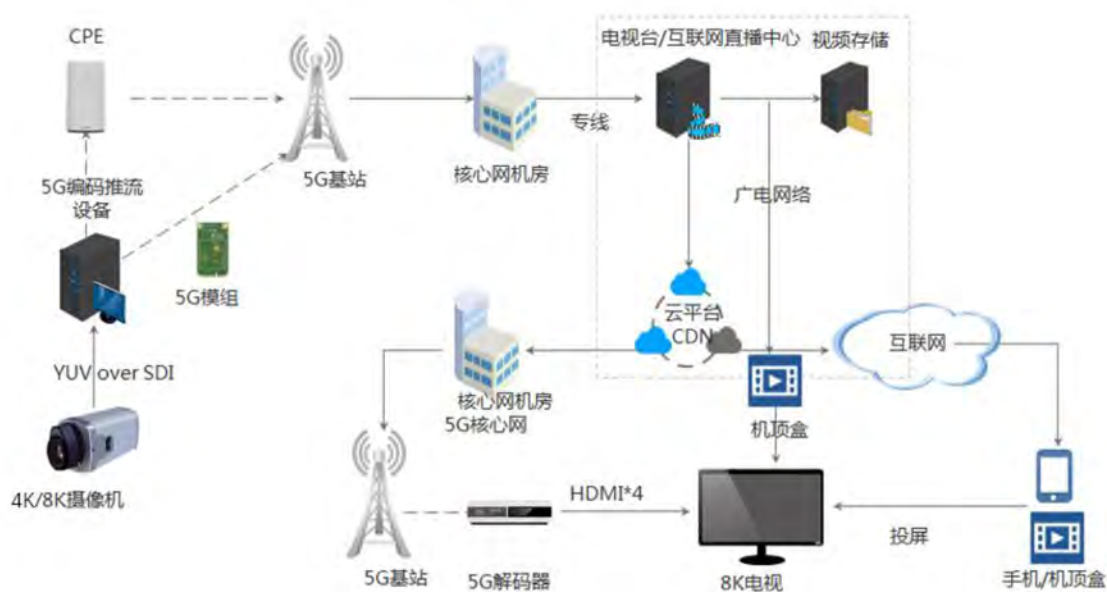 CPE
电视台/互联网直播中心
视频存储
专线
5G编码推流
设备
5G基站
核心网机房
广电网络
5G模组
云平台
CDN
互联网
YUV over SDI
核心网机房
5G核心网
机顶盒
4K/8K摄像机
HDMI*4
投屏
5G基站
5G解码器
8K电视
手机/机顶盒